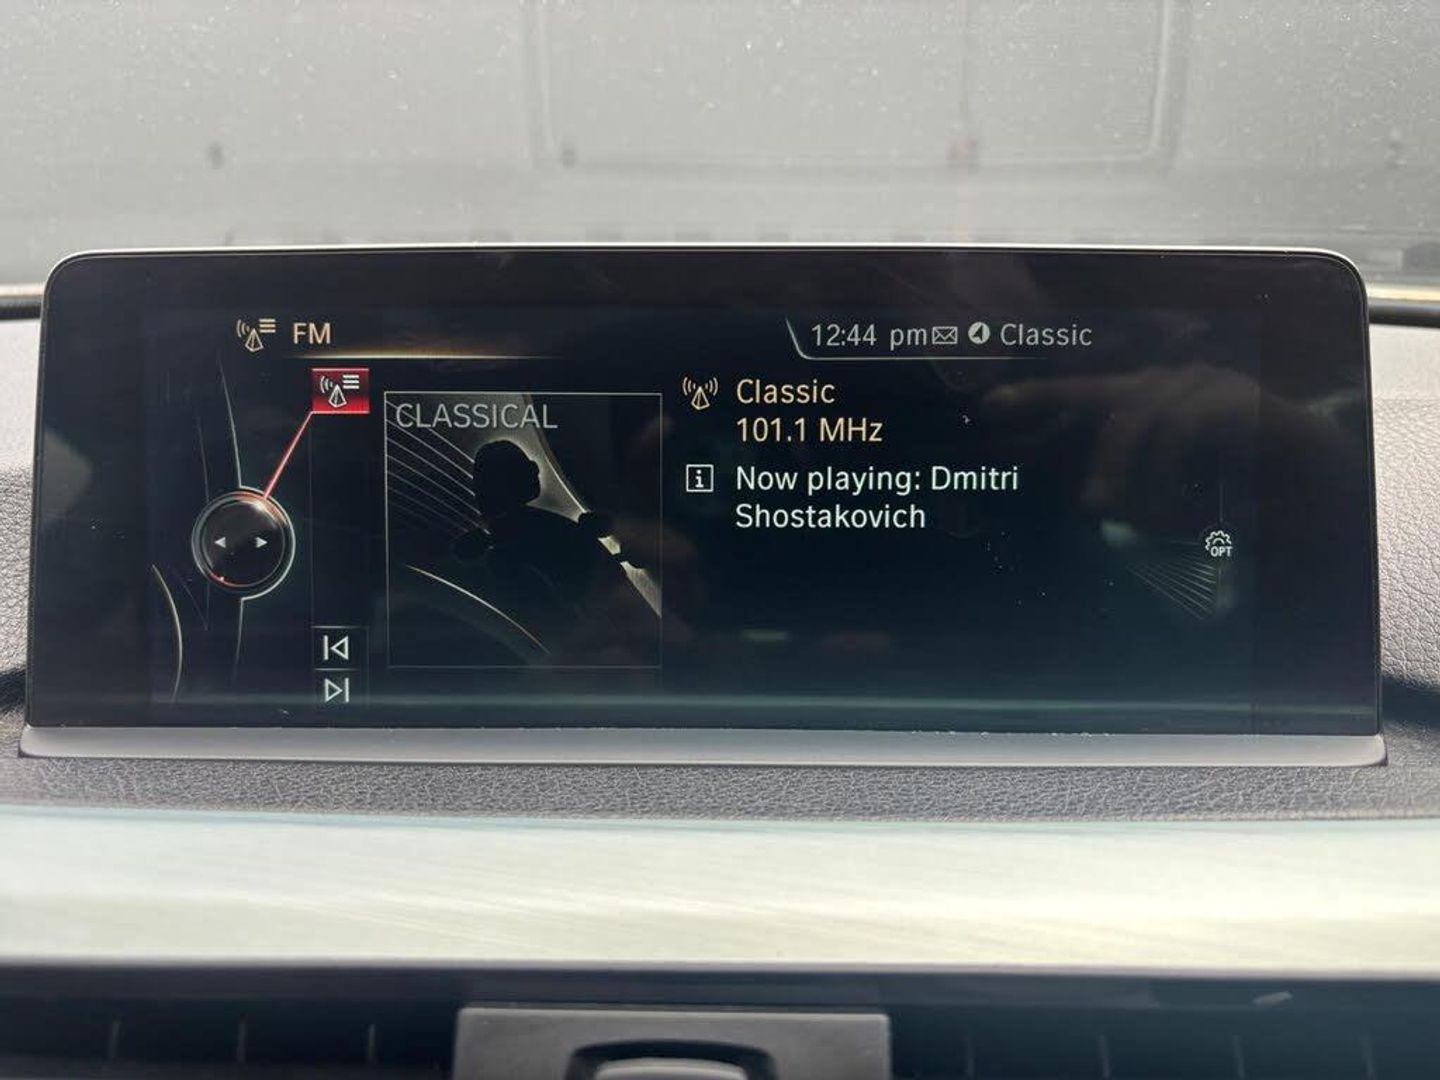 FM
12:44 pm Classic
CLASSICAL
Classic
101.1 MHz
Now playing: Dmitri
Shostakovich
OPT